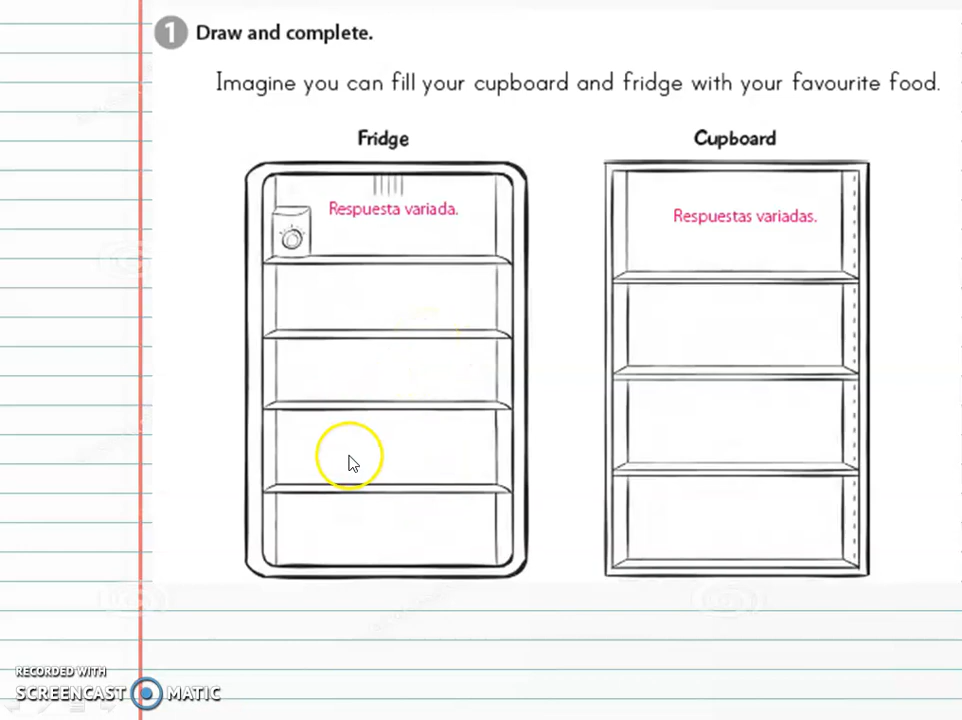 1 Draw and complete.
Imagine you can fill your cupboard and fridge with your favourite food.
Fridge
Cupboard
Respuesta variada.
Respuestas variadas.
RECORDED WITH
SCREENCAST MATIC